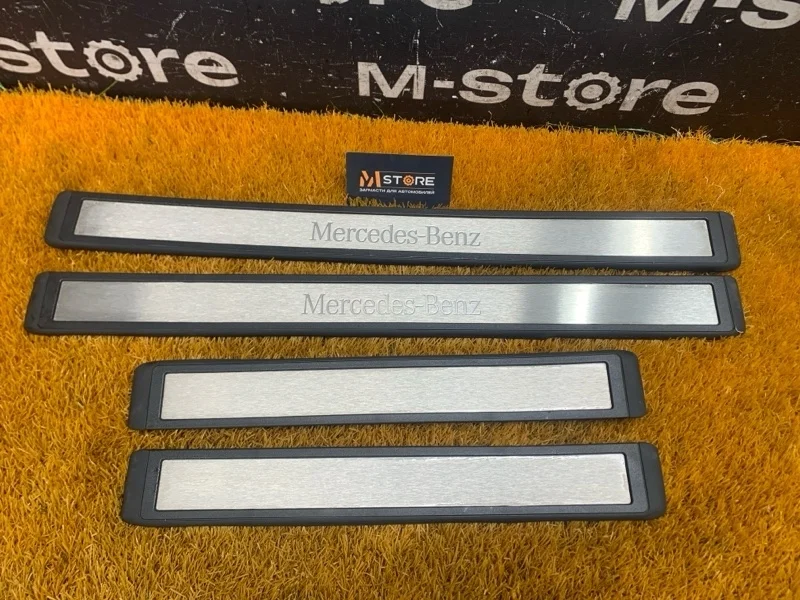 M-store
M-store
M STORE
ЗАПЧАСТИ ДЛЯ АВТОМОБИЛЕЙ
Mercedes-Benz
Mercedes-Benz